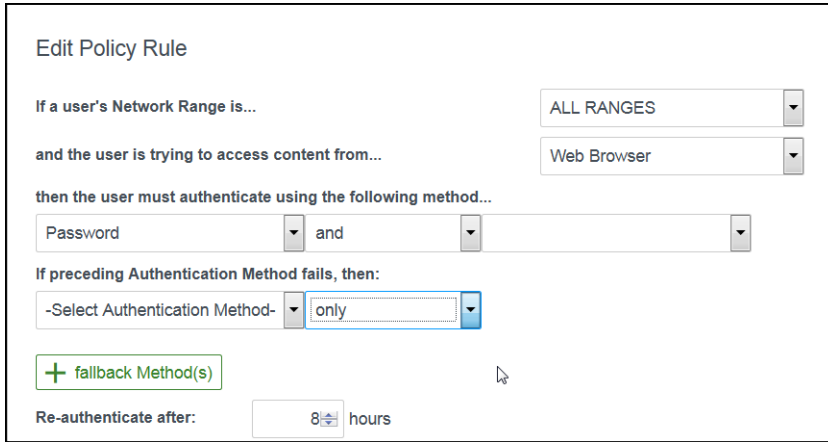 Edit Policy Rule
If a user's Network Range is...
ALL RANGES
and the user is trying to access content from...
Web Browser
then the user must authenticate using the following method...
Password and
If preceding Authentication Method fails, then:
-Select Authentication Method- only
+ fallback Method(s)
Re-authenticate after: 8 hours